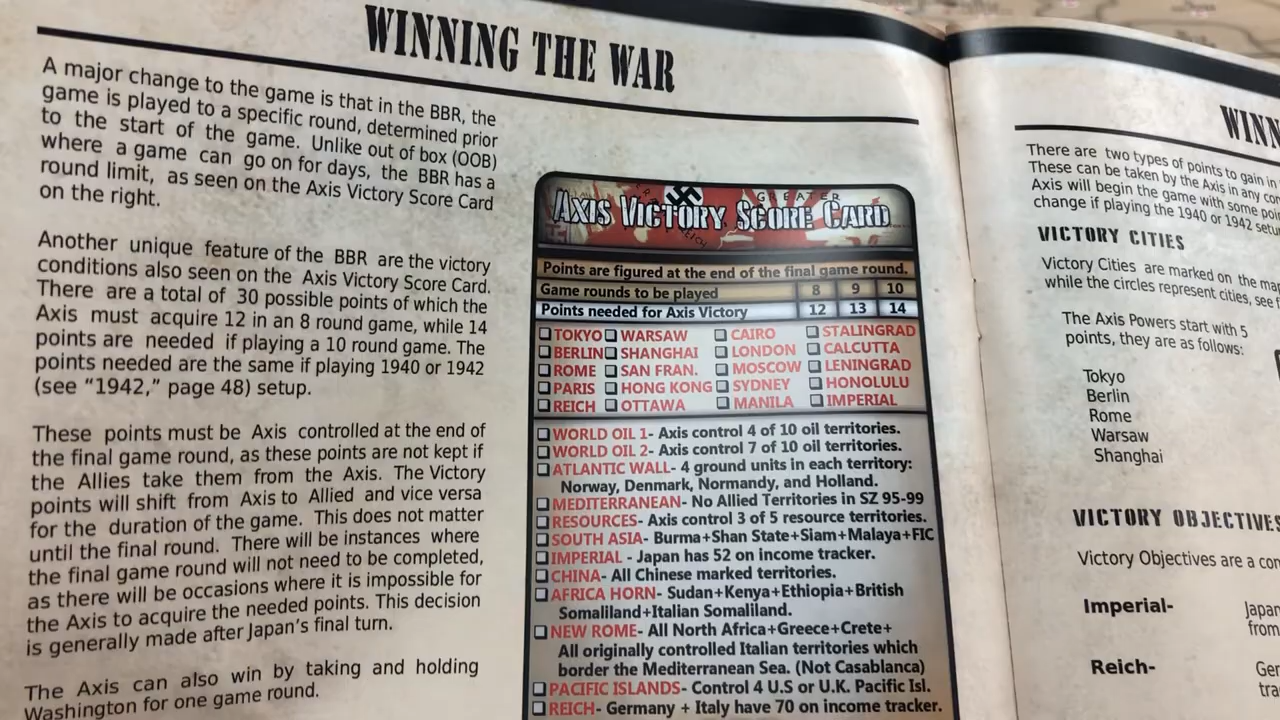 WINNING THE WAR
A major change to the game is that in the BBR, the
game is played to a specific round, determined prior
to the start of the game. Unlike out of box (OOB)
where a game can go on for days, the BBR has a
round limit, as seen on the Axis Victory Score Card
on the right.
Another unique feature of the BBR are the victory
conditions also seen on the Axis Victory Score Card.
There are a total of 30 possible points of which the
Axis must acquire 12 in an 8 round game, while 14
points are needed if playing a 10 round game. The
points needed are the same if playing 1940 or 1942
(see “1942,” page 48) setup.
These points must be Axis controlled at the end of
the final game round, as these points are not kept if
the Allies take them from the Axis. The Victory
points will shift from Axis to Allied and vice versa
for the duration of the game. This does not matter
until the final round. There will be instances where
the final game round will not need to be completed,
as there will be occasions where it is impossible for
the Axis to acquire the needed points. This decision
is generally made after Japan’s final turn.
The Axis can also win by taking and holding
Washington for one game round.
GREATER
REICH
AXIS VICTORY SCORE CARD
Points are figured at the end of the final game round.
Game rounds to be played 8 9 10
Points needed for Axis Victory 12 13 14
TOKYO WARSAW CAIRO STALINGRAD
BERLIN SHANGHAI LONDON CALCUTTA
ROME SAN FRAN. MOSCOW LENINGRAD
PARIS HONG KONG SYDNEY HONOLULU
REICH OTTAWA MANILA IMPERIAL
WORLD OIL 1- Axis control 4 of 10 oil territories.
WORLD OIL 2- Axis control 7 of 10 oil territories.
ATLANTIC WALL- 4 ground units in each territory:
Norway, Denmark, Normandy, and Holland.
MEDITERRANEAN- No Allied Territories in SZ 95-99
RESOURCES- Axis control 3 of 5 resource territories.
SOUTH ASIA- Burma+Shan State+Siam+Malaya+FIC
IMPERIAL - Japan has 52 on income tracker.
CHINA- All Chinese marked territories.
AFRICA HORN- Sudan+Kenya+Ethiopia+British
Somaliland+Italian Somaliland.
NEW ROME- All North Africa+Greece+Crete+
All originally controlled Italian territories which
border the Mediterranean Sea. (Not Casablanca)
PACIFIC ISLANDS- Control 4 U.S or U.K. Pacific Isl.
REICH- Germany + Italy have 70 on income tracker.
WINN
There are two types of points to gain in
These can be taken by the Axis in any co
Axis will begin the game with some poi
change if playing the 1940 or 1942 setu
VICTORY CITIES
Victory Cities are marked on the ma
while the circles represent cities, see
The Axis Powers start with 5
points, they are as follows:
Tokyo
Berlin
Rome
Warsaw
Shanghai
VICTORY OBJECTIVES
Victory Objectives are a co
Imperial- Japa
from
Reich- Ger
tra